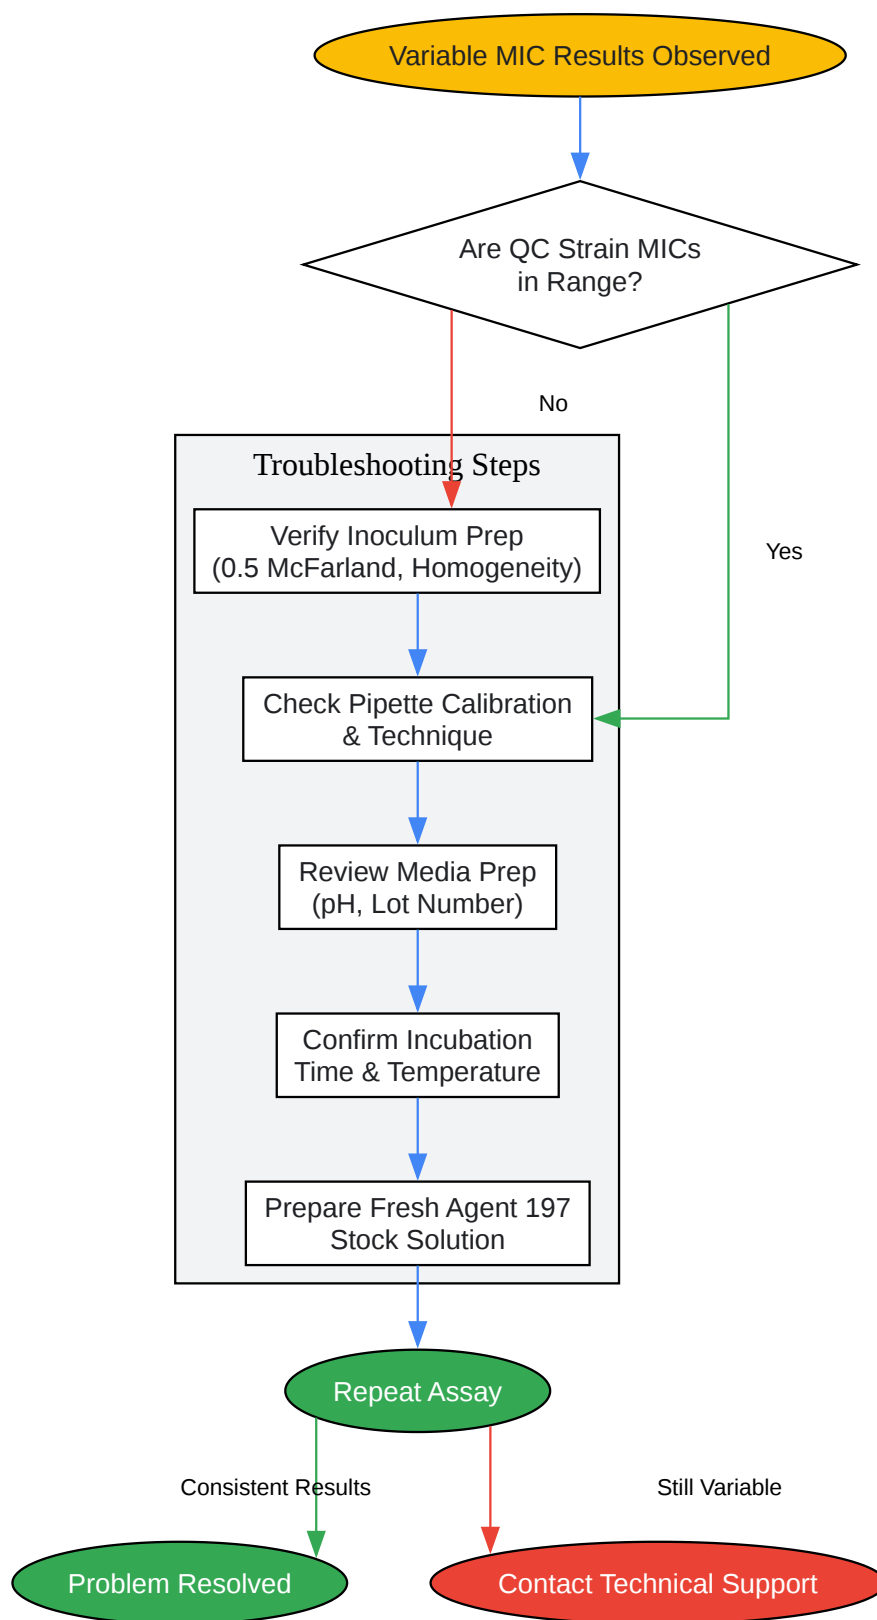 Variable MIC Results Observed
Are QC Strain MICs
in Range?
No
Troubleshooting Steps
Verify Inoculum Prep
(0.5 McFarland, Homogeneity)
Yes
Check Pipette Calibration
& Technique
Review Media Prep
(pH, Lot Number)
Confirm Incubation
Time & Temperature
Prepare Fresh Agent 197
Stock Solution
Repeat Assay
Consistent Results
Still Variable
Problem Resolved
Contact Technical Support